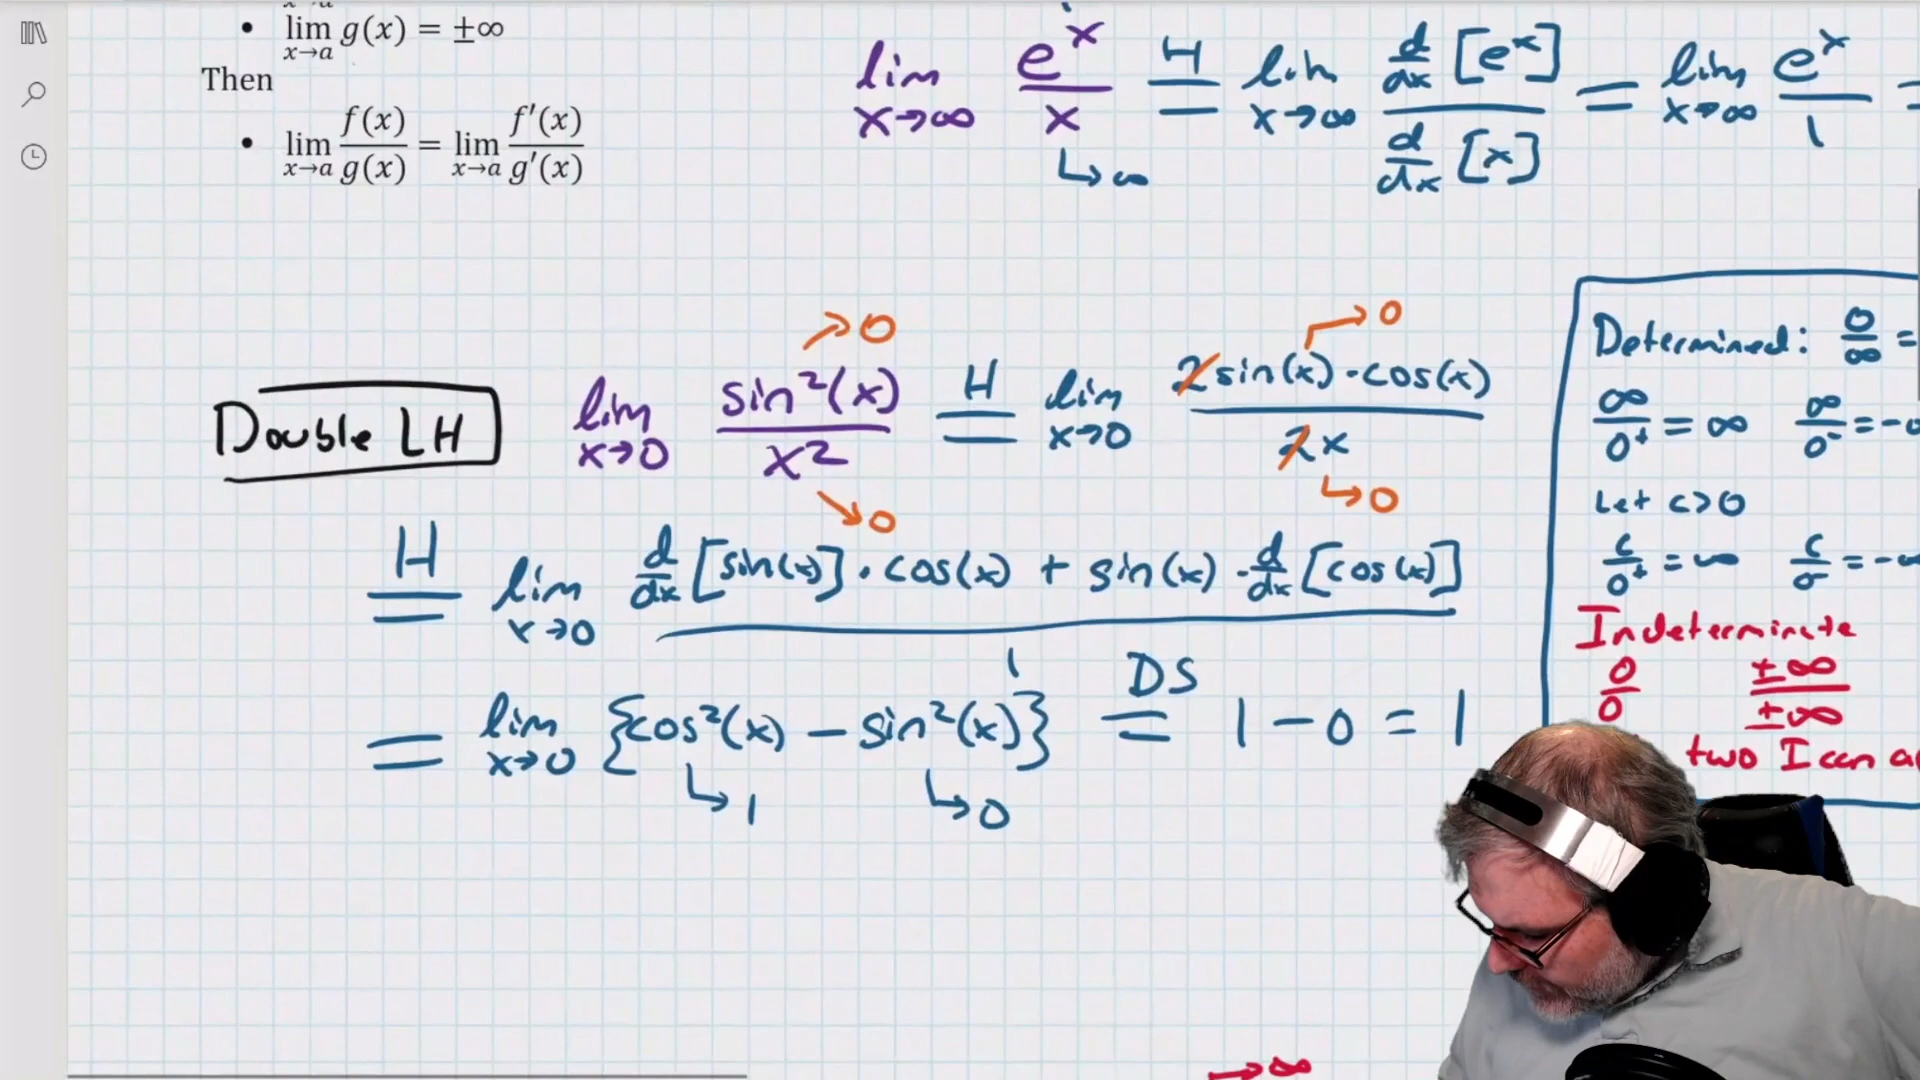 • lim g(x) = ±∞
x→a
Then
• lim f(x)/g(x) = lim f′(x)/g′(x)
x→a x→a
lim e^x/x =H= lim d/dx [e^x] / d/dx [x] = lim e^x/1 =
x→∞ x→∞ x→∞
↳∞
Double LH
lim sin²(x)/x² =H= lim 2sin(x)·cos(x)/2x
x→0 x→0
→0 →0
→0 ↳0
=H= lim d/dx [sin(x)]·cos(x) + sin(x)·d/dx [cos(x)]
x→0
1
= lim {cos²(x) − sin²(x)} =DS= 1 − 0 = 1
x→0
↳1 ↳0
Determined: 0/∞ =
∞/0⁺ = ∞ ∞/0⁻ = -
Let c>0
c/0⁺ = ∞ c/0⁻ = -∞
Indeterminate
0/0 ±∞/±∞
two I can
→∞